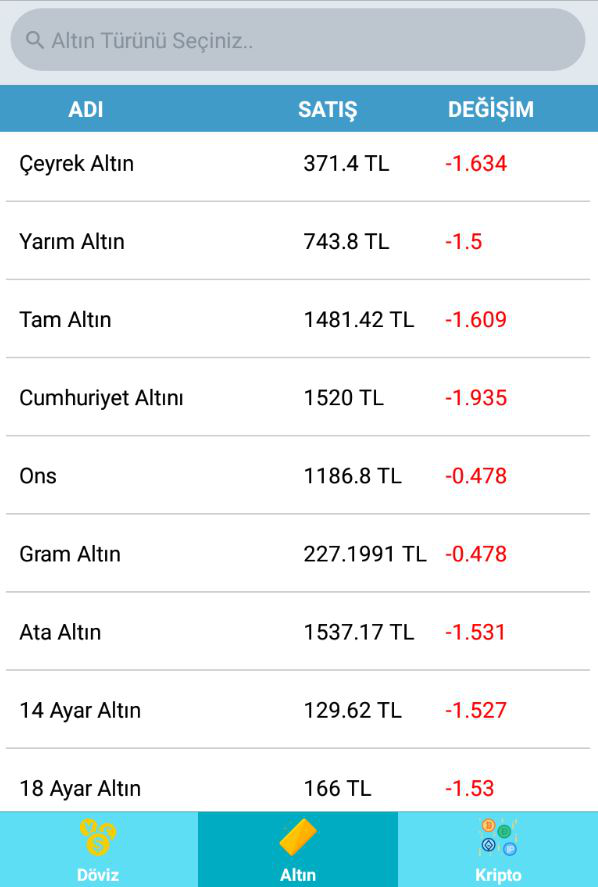 Altın Türünü Seçiniz..
ADI SATIŞ DEĞİŞİM
Çeyrek Altın 371.4 TL -1.634
Yarım Altın 743.8 TL -1.5
Tam Altın 1481.42 TL -1.609
Cumhuriyet Altını 1520 TL -1.935
Ons 1186.8 TL -0.478
Gram Altın 227.1991 TL -0.478
Ata Altın 1537.17 TL -1.531
14 Ayar Altın 129.62 TL -1.527
18 Ayar Altın 166 TL -1.53
Döviz Altın Kripto